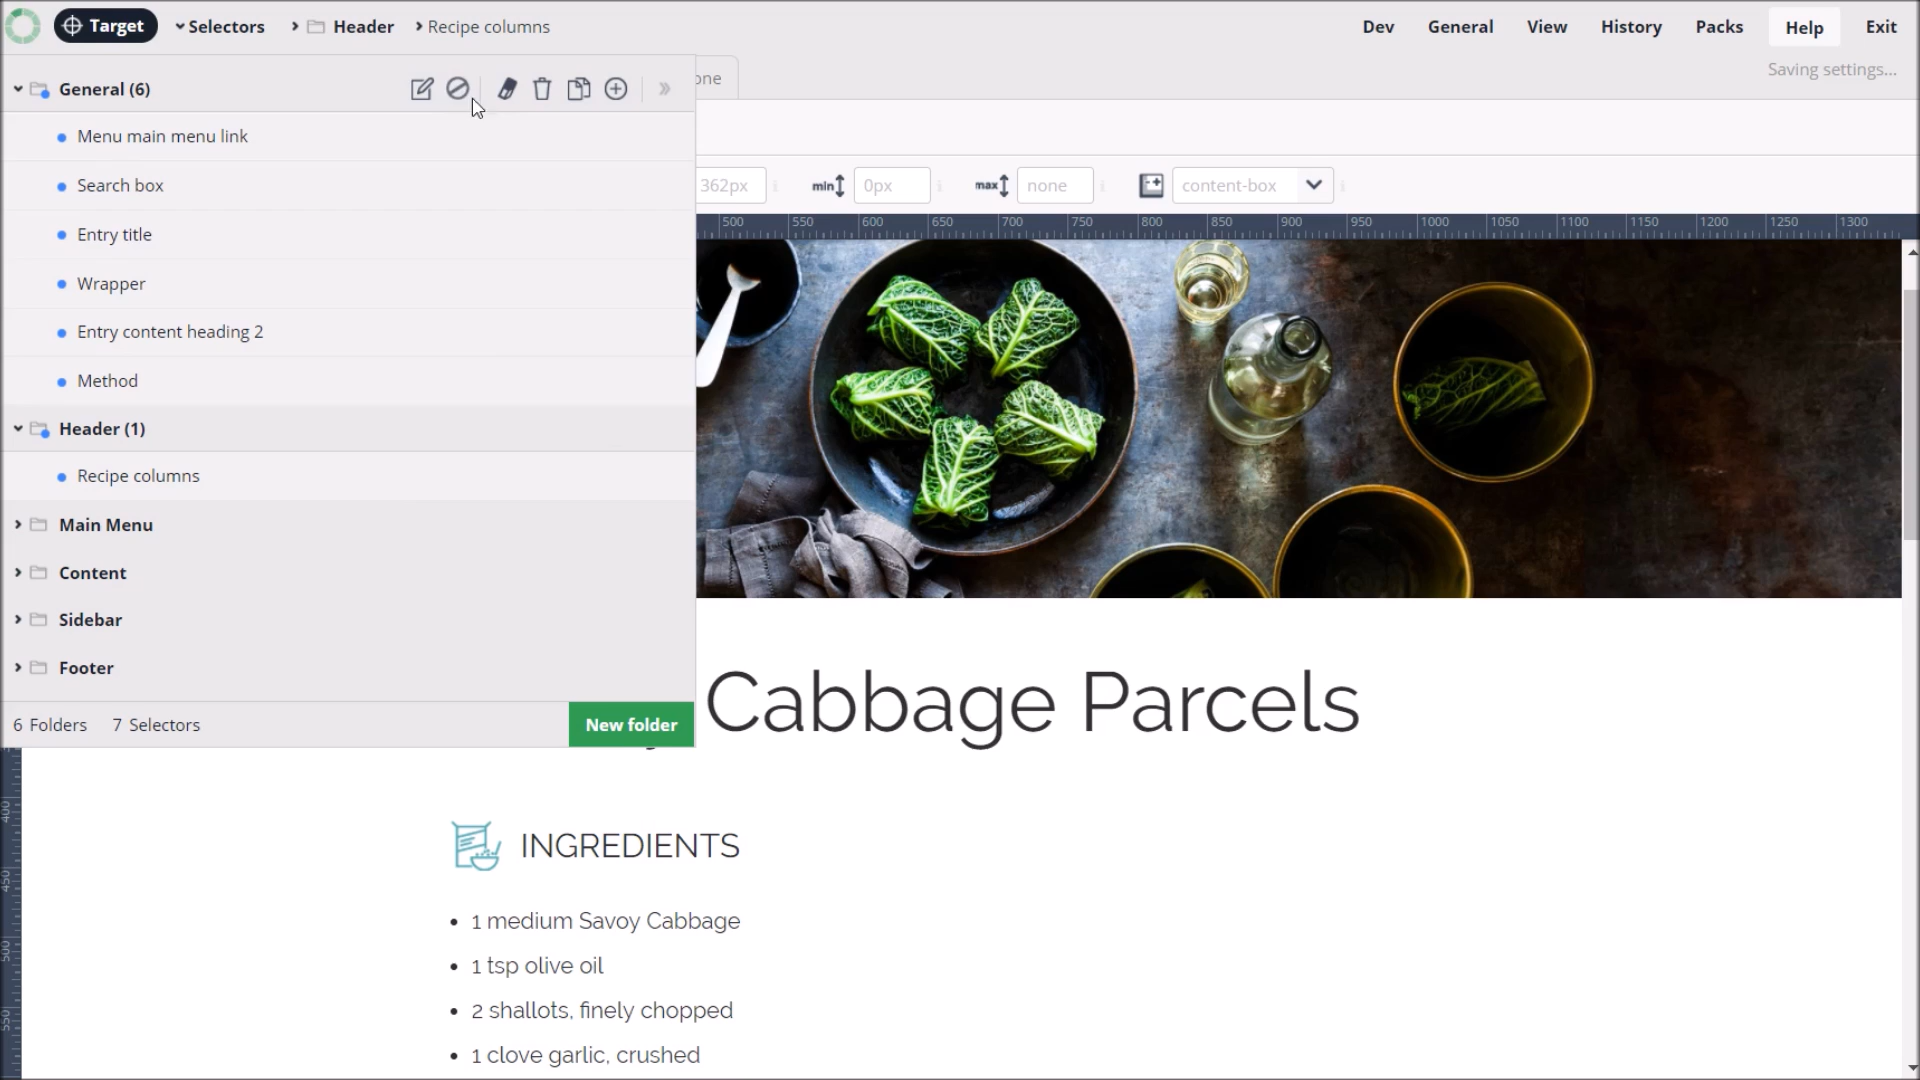 Target Selectors Header Recipe columns Dev General View History Packs Help Exit
Saving settings...
General (6)
Menu main menu link
Search box
Entry title
Wrapper
Entry content heading 2
Method
Header (1)
Recipe columns
Main Menu
Content
Sidebar
Footer
6 Folders 7 Selectors New folder
one
362px min 0px max none content-box
500 550 600 650 700 750 800 850 900 950 1000 1050 1100 1150 1200 1250 1300
Cabbage Parcels
INGREDIENTS
• 1 medium Savoy Cabbage
• 1 tsp olive oil
• 2 shallots, finely chopped
• 1 clove garlic, crushed
400
450
500
550